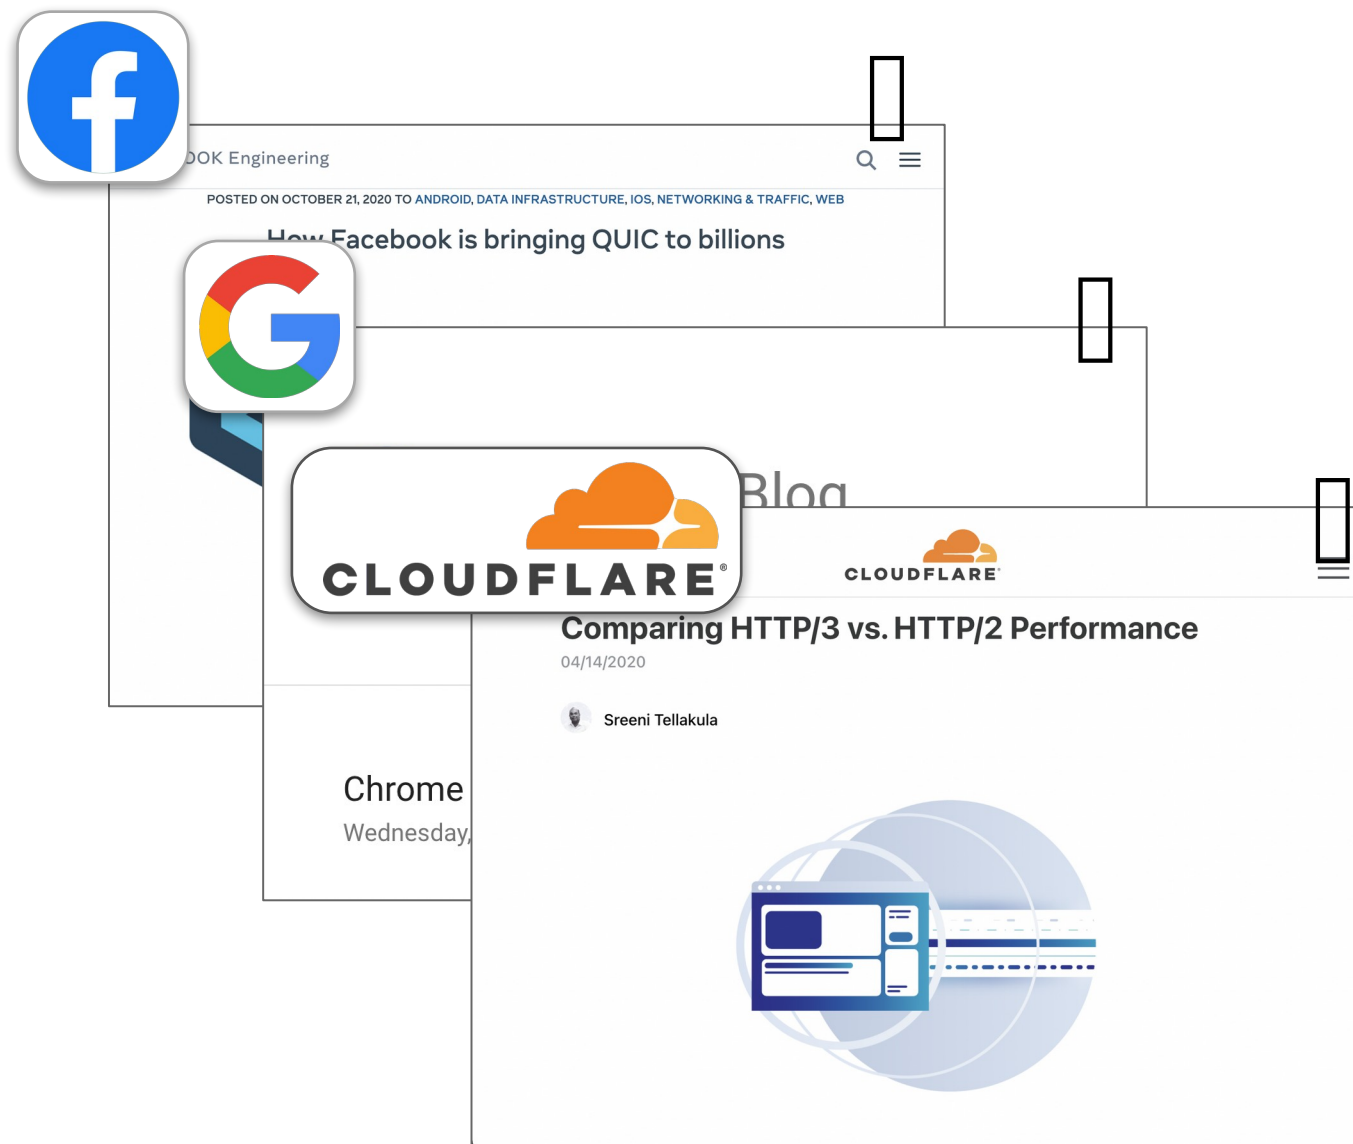 OOK Engineering
POSTED ON OCTOBER 21, 2020 TO ANDROID, DATA INFRASTRUCTURE, IOS, NETWORKING & TRAFFIC, WEB
How Facebook is bringing QUIC to billions
Blog
CLOUDFLARE®
CLOUDFLARE
Comparing HTTP/3 vs. HTTP/2 Performance
04/14/2020
Sreeni Tellakula
Chrome
Wednesday,